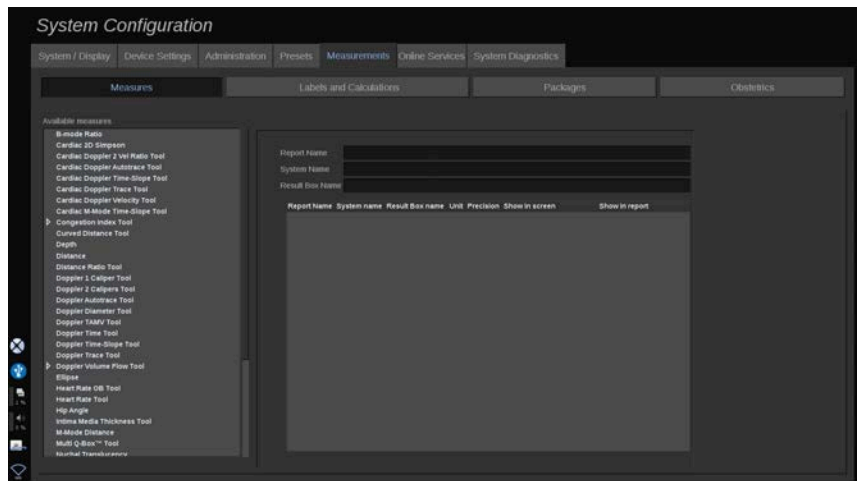 System Configuration
System / Display Device Settings Administration Presets Measurements Online Services System Diagnostics
Measures Labels and Calculations Packages Obstetrics
Available measures
B-mode Ratio
Cardiac 2D Simpson
Cardiac Doppler 2 Vel Ratio Tool
Cardiac Doppler Autotrace Tool
Cardiac Doppler Time-Slope Tool
Cardiac Doppler Trace Tool
Cardiac Doppler Velocity Tool
Cardiac M-Mode Time-Slope Tool
Congestion Index Tool
Curved Distance Tool
Depth
Distance
Distance Ratio Tool
Doppler 1 Caliper Tool
Doppler 2 Calipers Tool
Doppler Autotrace Tool
Doppler Diameter Tool
Doppler TAMV Tool
Doppler Time Tool
Doppler Time-Slope Tool
Doppler Trace Tool
Doppler Volume Flow Tool
Ellipse
Heart Rate OB Tool
Heart Rate Tool
Hip Angle
Intima Media Thickness Tool
M-Mode Distance
Multi Q-Box™ Tool
Nuchal Translucency
Report Name
System Name
Result Box Name
Report Name System name Result Box name Unit Precision Show in screen Show in report